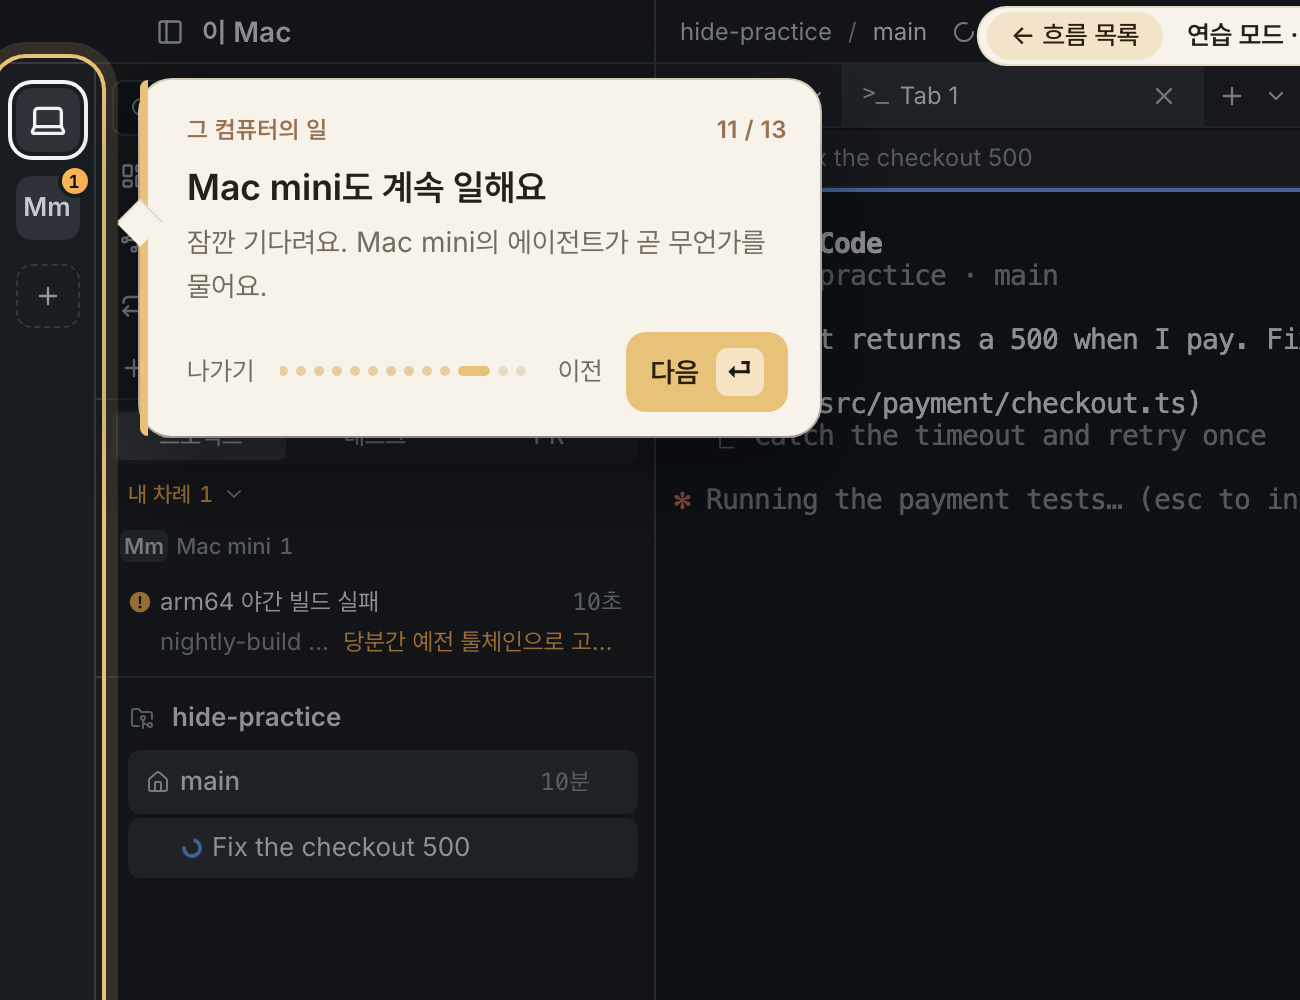 이 Mac
hide-practice / main
← 흐름 목록
연습 모드 ·
>_ Tab 1
the checkout 500
1
Mm
그 컴퓨터의 일
11 / 13
Mac mini도 계속 일해요
잠깐 기다려요. Mac mini의 에이전트가 곧 무언가를
물어요.
나가기
이전
다음
Code
practice · main
t returns a 500 when I pay. Fi
src/payment/checkout.ts)
Catch the timeout and retry once
✻ Running the payment tests… (esc to in
내 차례 1
Mm Mac mini 1
arm64 야간 빌드 실패 10초
nightly-build ... 당분간 예전 툴체인으로 고...
hide-practice
main 10분
Fix the checkout 500